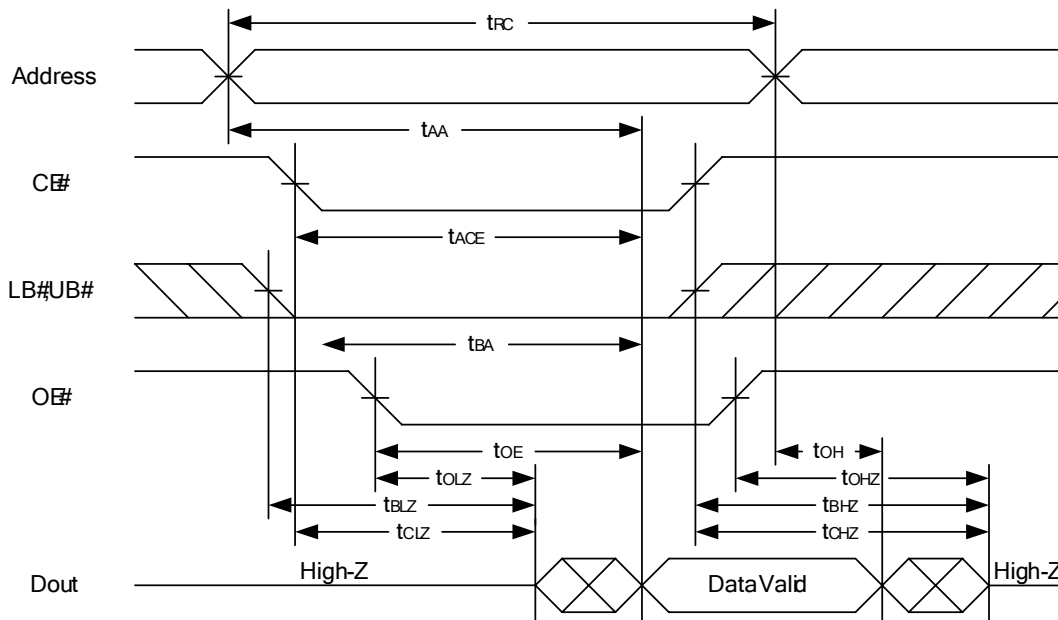 tRC
Address
tAA
CE#
tACE
LB#,UB#
tBA
OE#
tOE
tOH
tOLZ
tOHZ
tBLZ
tBHZ
tCLZ
tCHZ
High-Z
Dout
Data Valid
High-Z